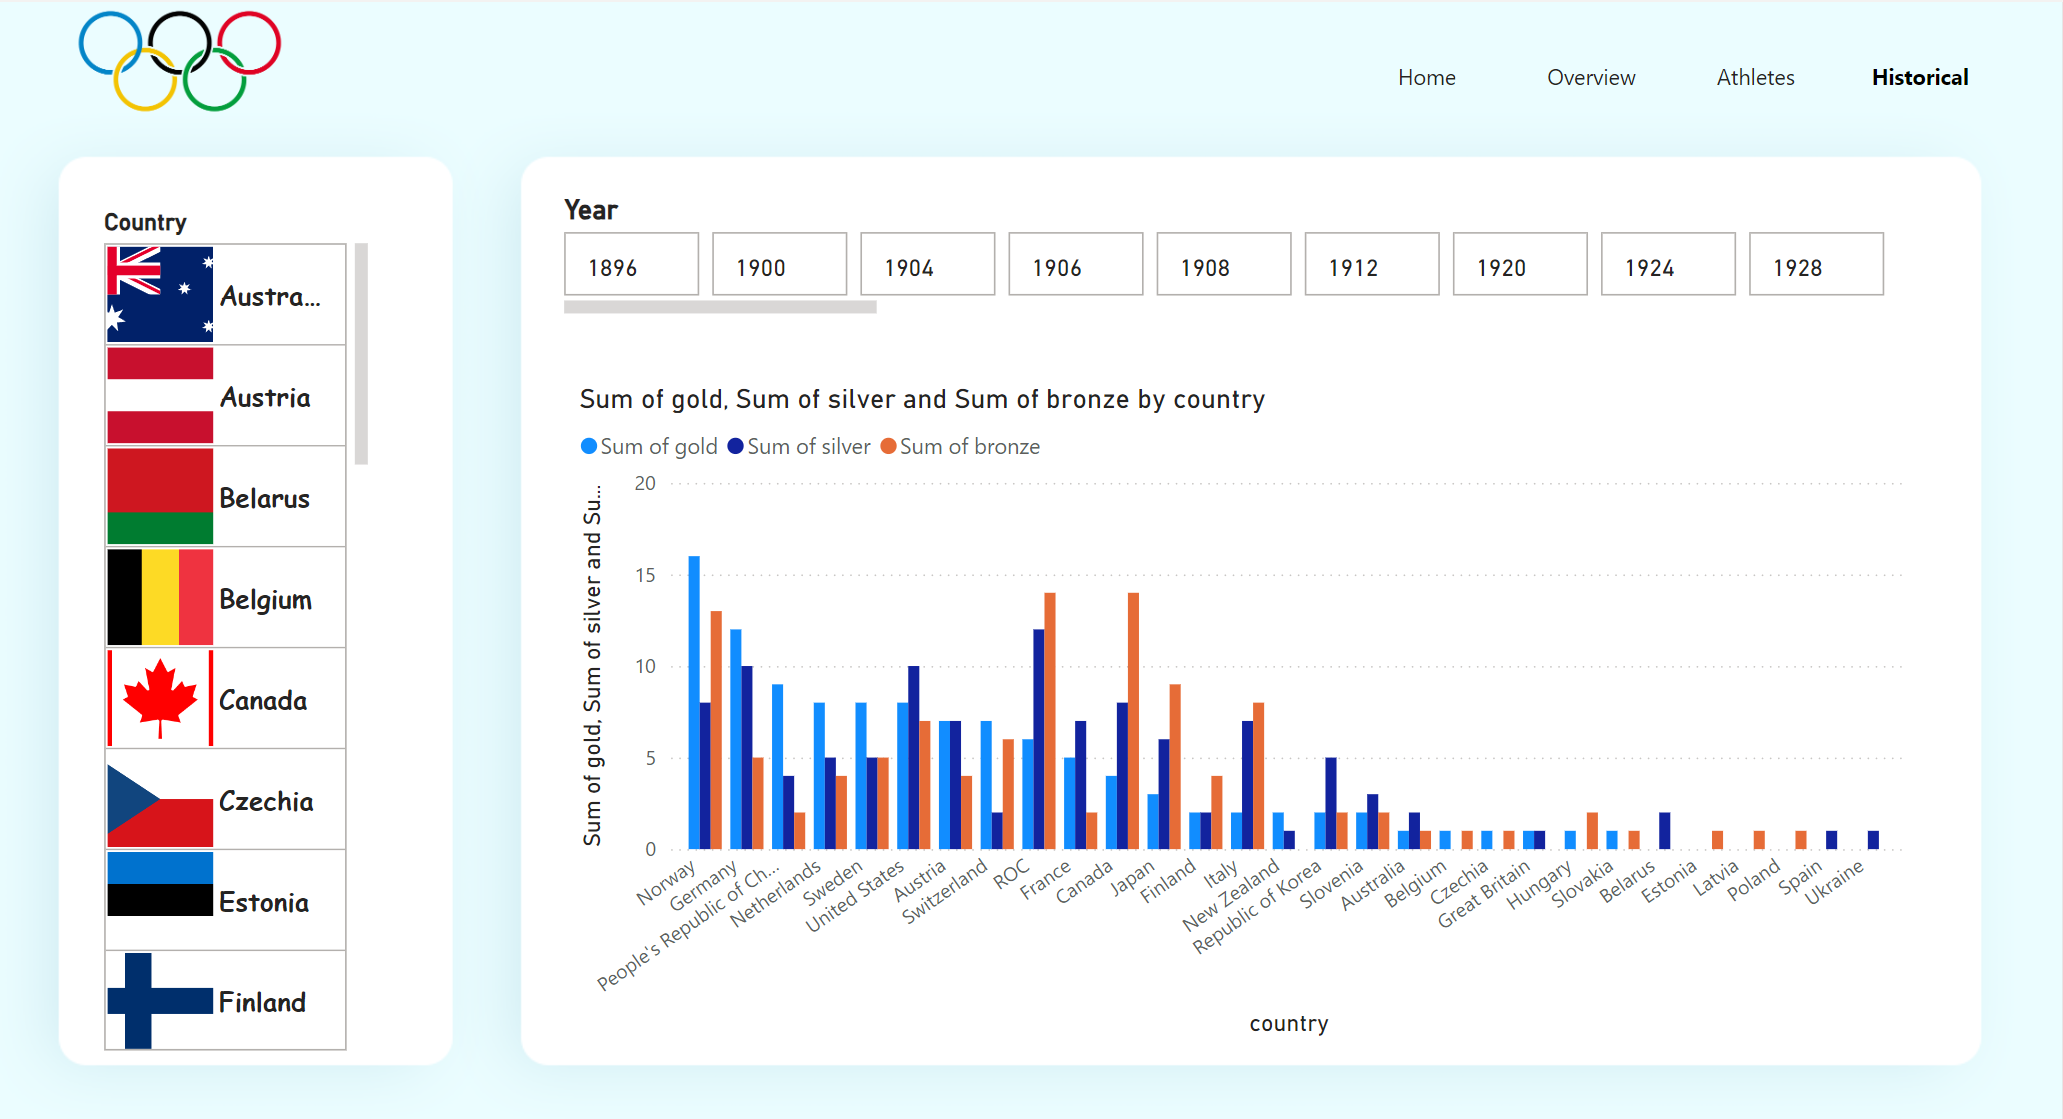 Home Overview Athletes Historical
Country
Austra...
Austria
Belarus
Belgium
Canada
Czechia
Estonia
Finland
Year
1896 1900 1904 1906 1908 1912 1920 1924 1928
Sum of gold, Sum of silver and Sum of bronze by country
Sum of gold Sum of silver Sum of bronze
Sum of gold, Sum of silver and Su...
20
15
10
5
0
Norway
Germany
People's Republic of Ch...
Netherlands
Sweden
United States
Austria
Switzerland
ROC
France
Canada
Japan
Finland
Italy
New Zealand
Republic of Korea
Slovenia
Australia
Belgium
Czechia
Great Britain
Hungary
Slovakia
Belarus
Estonia
Latvia
Poland
Spain
Ukraine
country